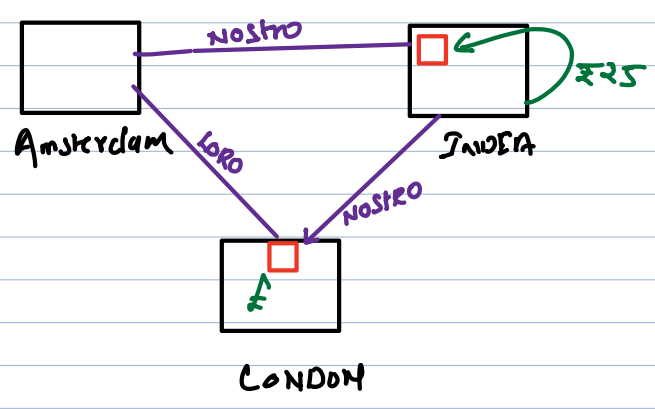 NOSTRO
₹25
Amsterdam
INDIA
LORO
NOSTRO
£
LONDON